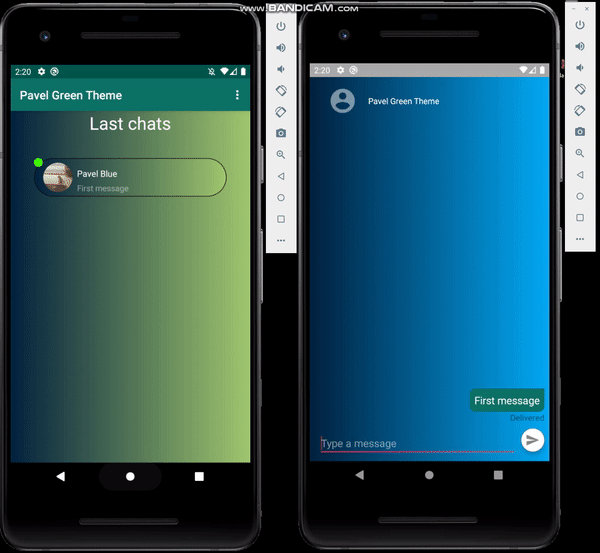 www.BANDICAM.com
2:20
Pavel Green Theme
Last chats
Pavel Blue
First message
2:20
Pavel Green Theme
First message
Delivered
Type a message